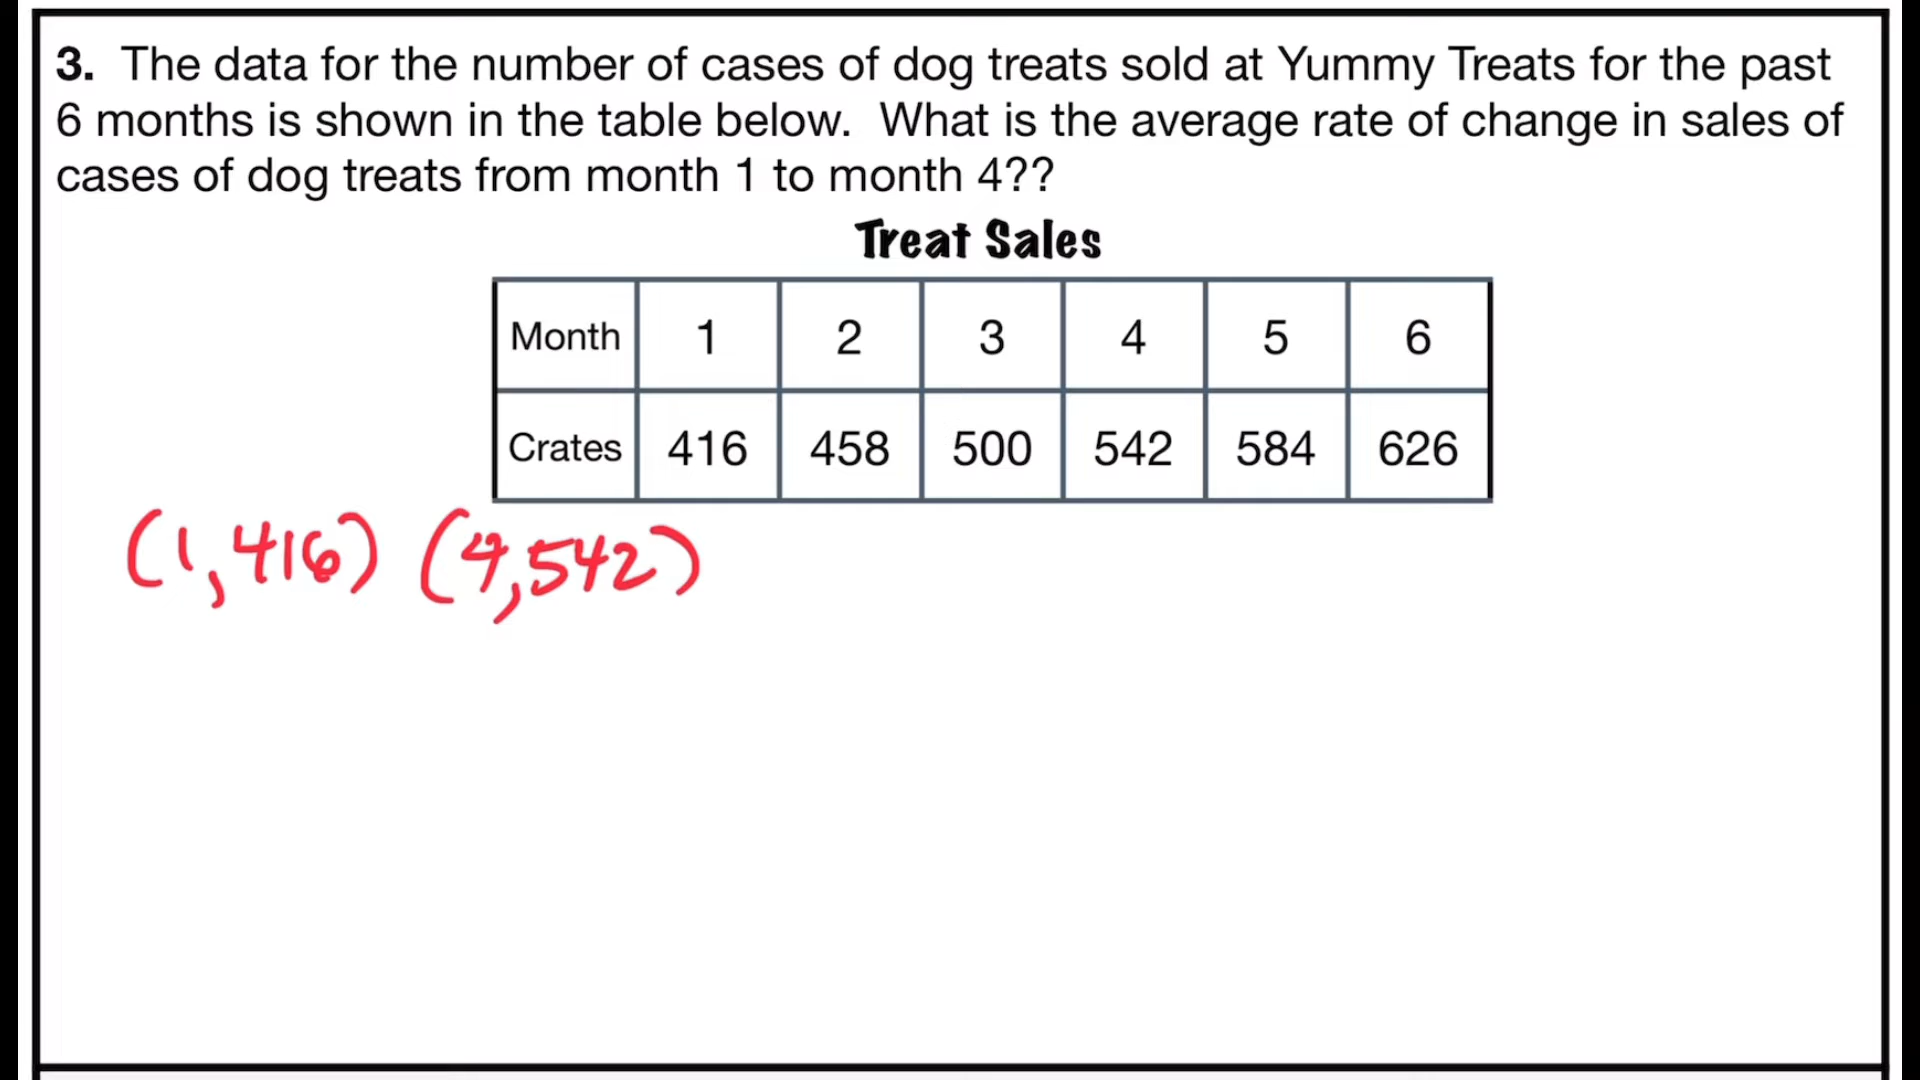 3. The data for the number of cases of dog treats sold at Yummy Treats for the past
6 months is shown in the table below. What is the average rate of change in sales of
cases of dog treats from month 1 to month 4??
Treat Sales
Month 1 2 3 4 5 6
Crates 416 458 500 542 584 626
(1,416) (4,542)